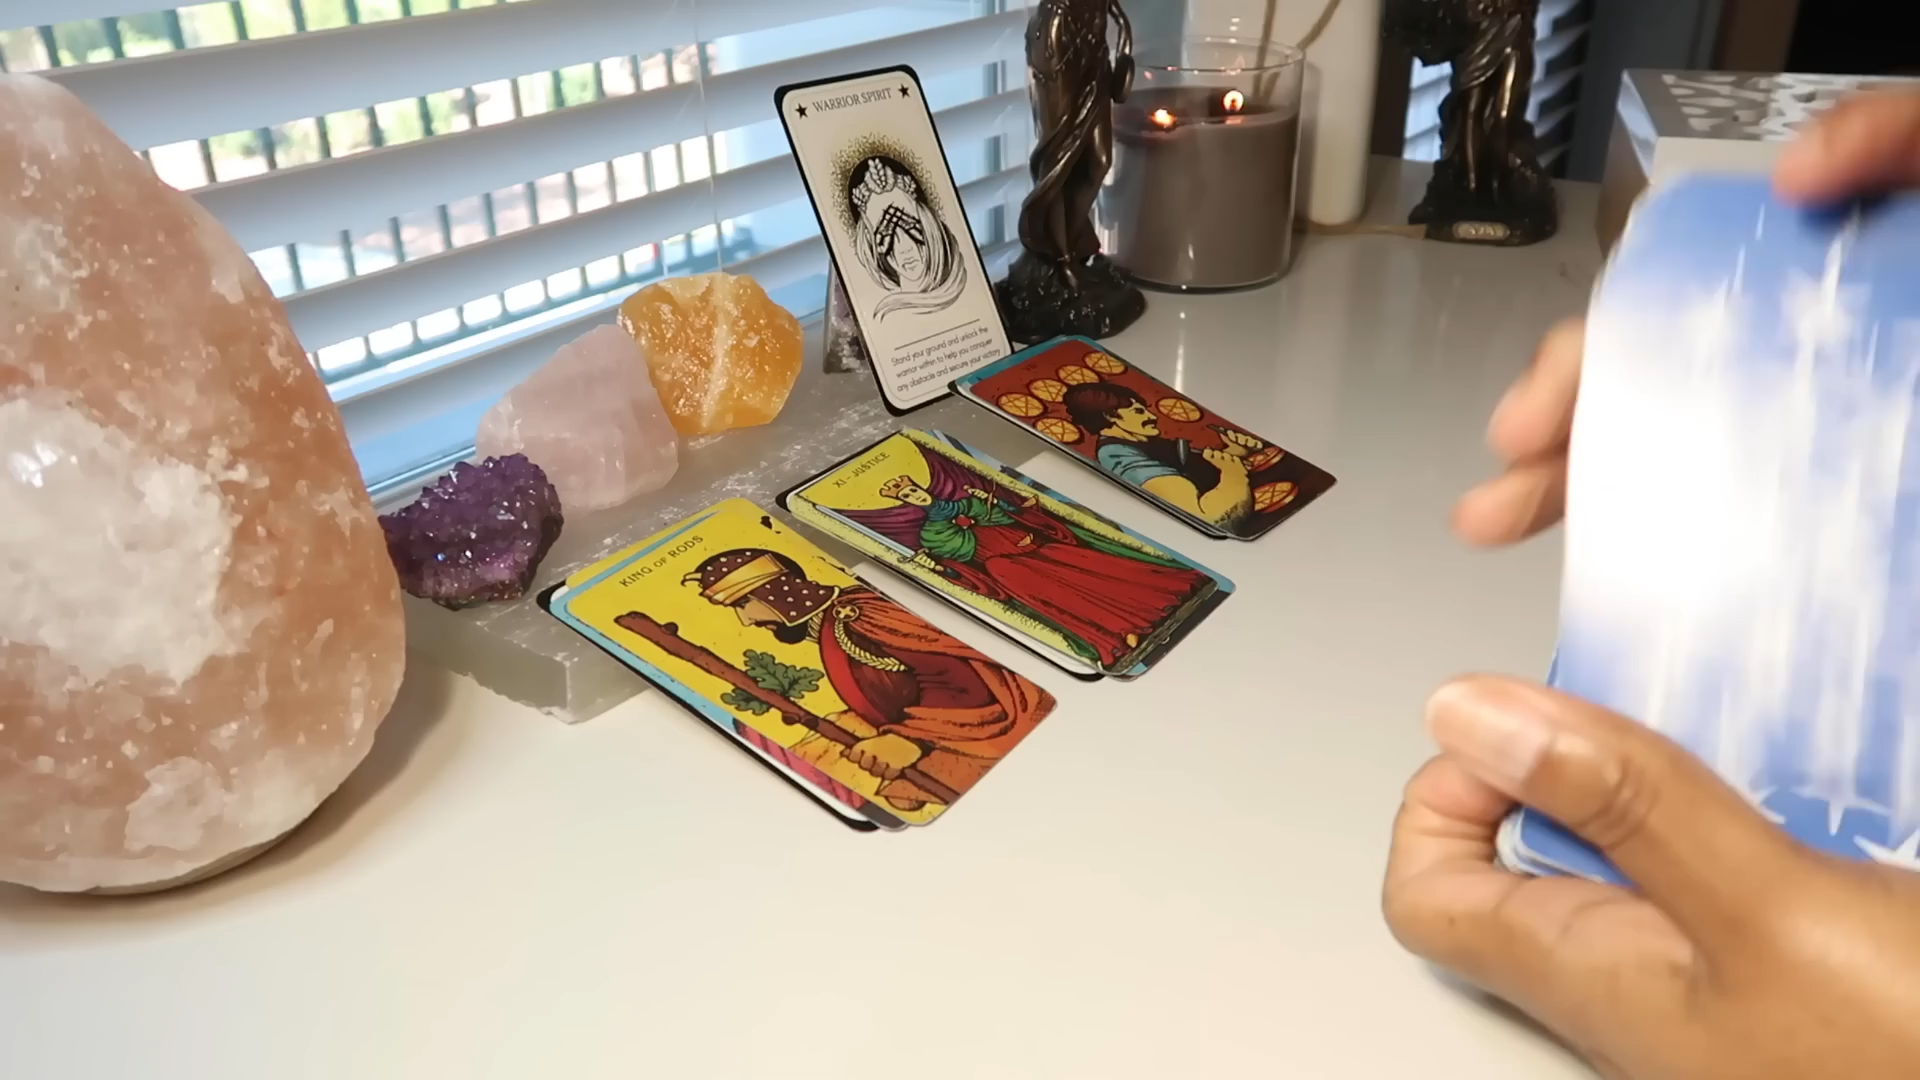 WARRIOR SPIRIT
Stand your ground and unlock the
warrior within to help you conquer
any obstacle and secure your victory
XI - JUSTICE
KING OF RODS